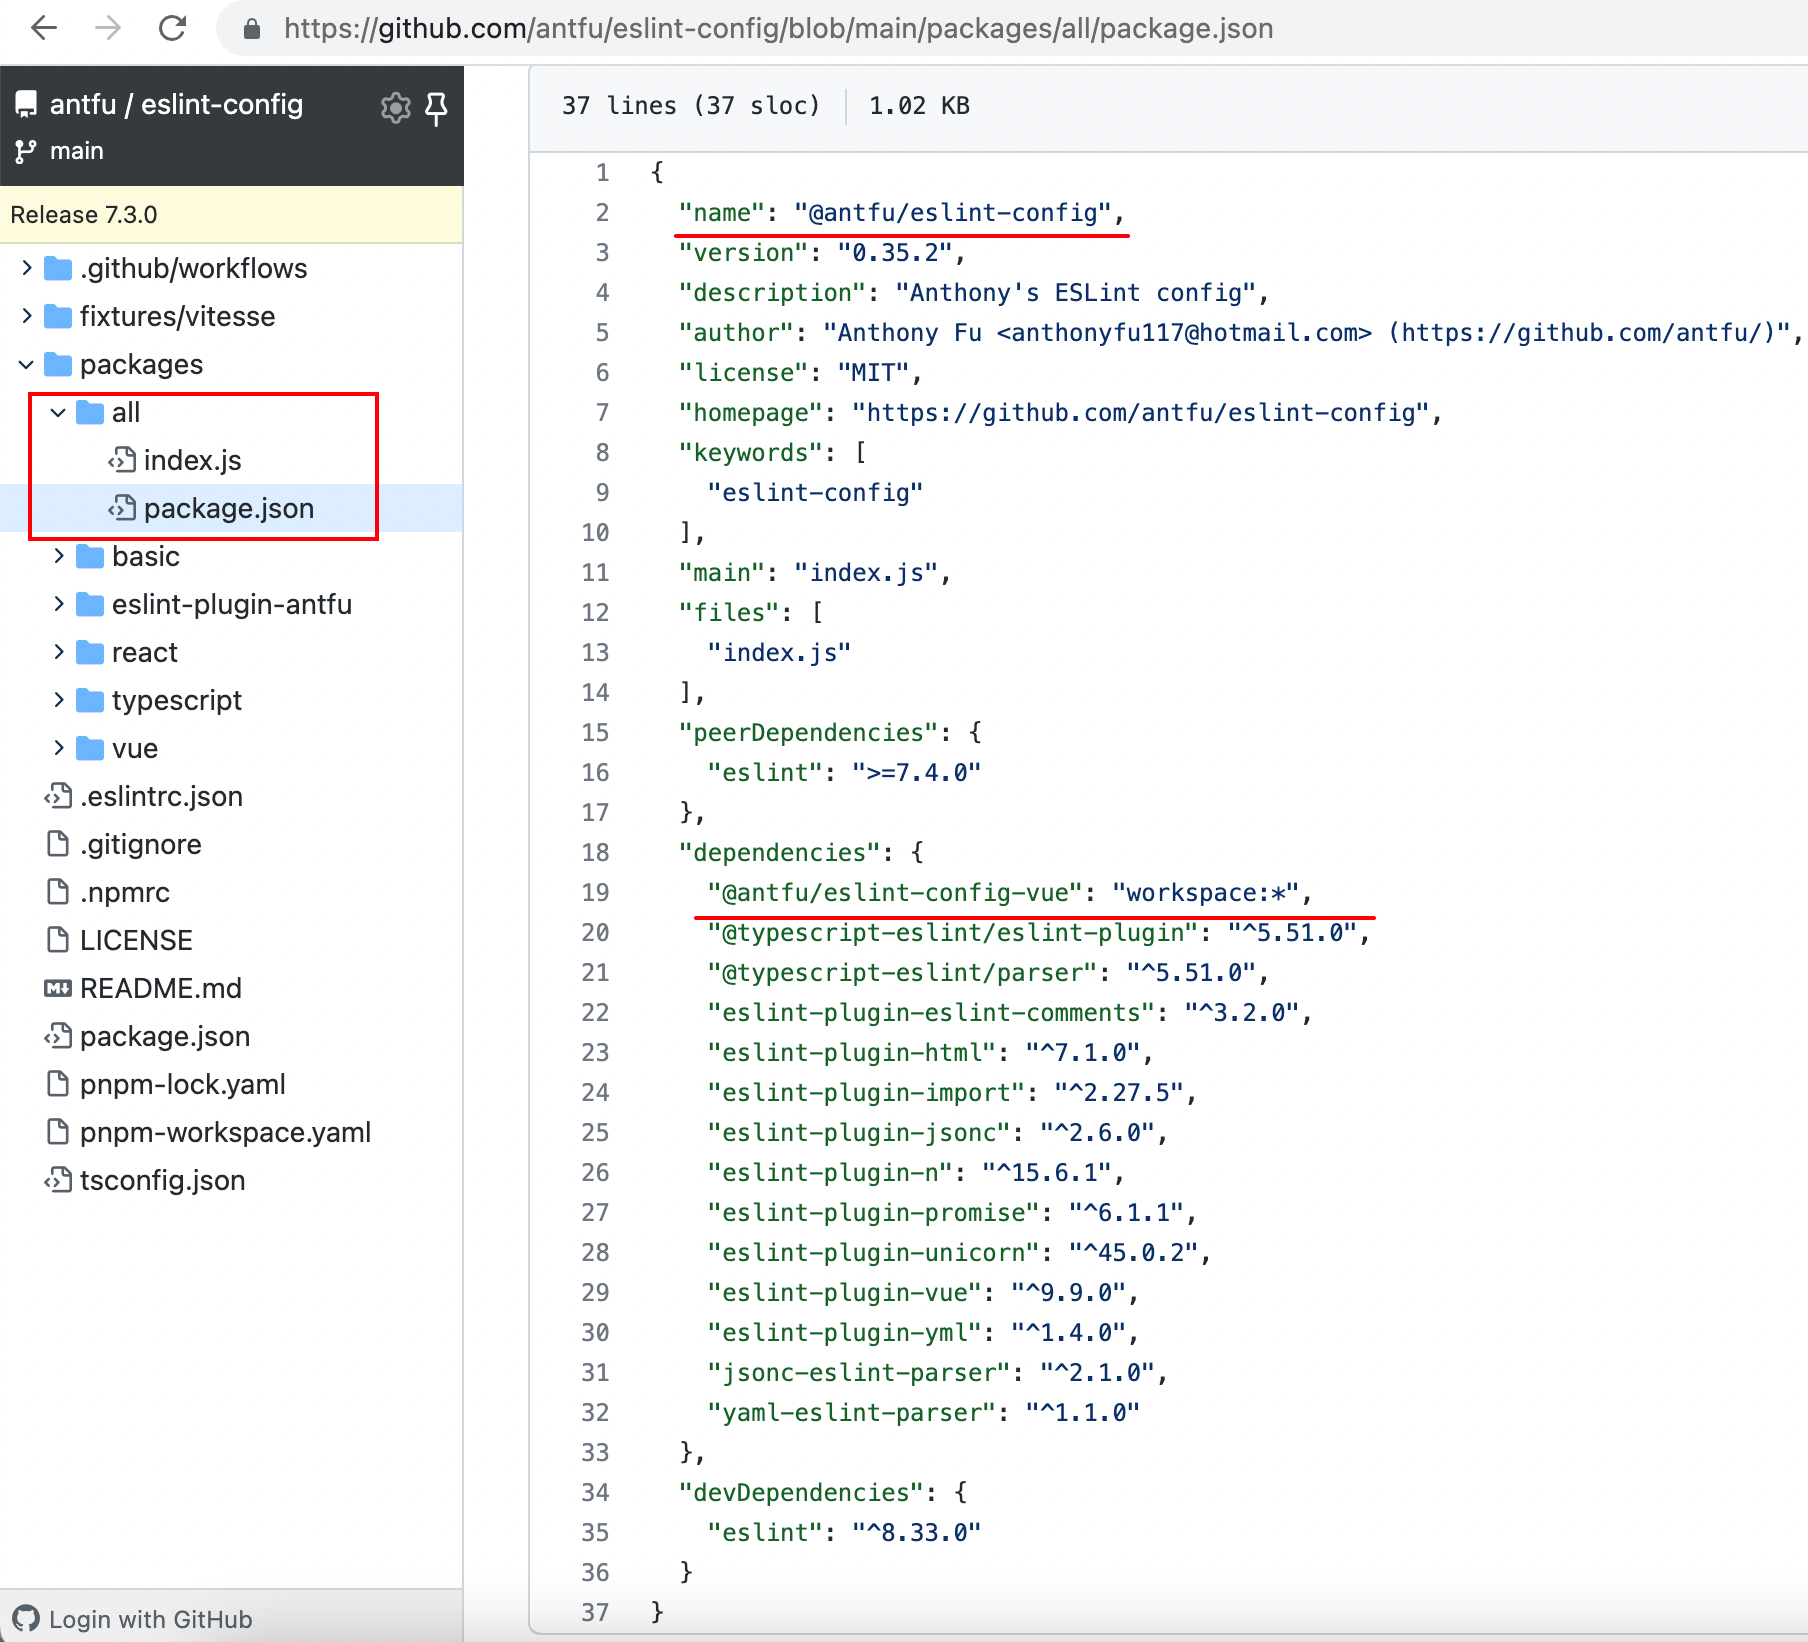 https://github.com/antfu/eslint-config/blob/main/packages/all/package.json
antfu / eslint-config
main
Release 7.3.0
.github/workflows
fixtures/vitesse
packages
all
index.js
package.json
basic
eslint-plugin-antfu
react
typescript
vue
.eslintrc.json
.gitignore
.npmrc
LICENSE
README.md
package.json
pnpm-lock.yaml
pnpm-workspace.yaml
tsconfig.json
Login with GitHub
37 lines (37 sloc) 1.02 KB
1 {
2 "name": "@antfu/eslint-config",
3 "version": "0.35.2",
4 "description": "Anthony's ESLint config",
5 "author": "Anthony Fu <anthonyfu117@hotmail.com> (https://github.com/antfu/)",
6 "license": "MIT",
7 "homepage": "https://github.com/antfu/eslint-config",
8 "keywords": [
9 "eslint-config"
10 ],
11 "main": "index.js",
12 "files": [
13 "index.js"
14 ],
15 "peerDependencies": {
16 "eslint": ">=7.4.0"
17 },
18 "dependencies": {
19 "@antfu/eslint-config-vue": "workspace:*",
20 "@typescript-eslint/eslint-plugin": "^5.51.0",
21 "@typescript-eslint/parser": "^5.51.0",
22 "eslint-plugin-eslint-comments": "^3.2.0",
23 "eslint-plugin-html": "^7.1.0",
24 "eslint-plugin-import": "^2.27.5",
25 "eslint-plugin-jsonc": "^2.6.0",
26 "eslint-plugin-n": "^15.6.1",
27 "eslint-plugin-promise": "^6.1.1",
28 "eslint-plugin-unicorn": "^45.0.2",
29 "eslint-plugin-vue": "^9.9.0",
30 "eslint-plugin-yml": "^1.4.0",
31 "jsonc-eslint-parser": "^2.1.0",
32 "yaml-eslint-parser": "^1.1.0"
33 },
34 "devDependencies": {
35 "eslint": "^8.33.0"
36 }
37 }